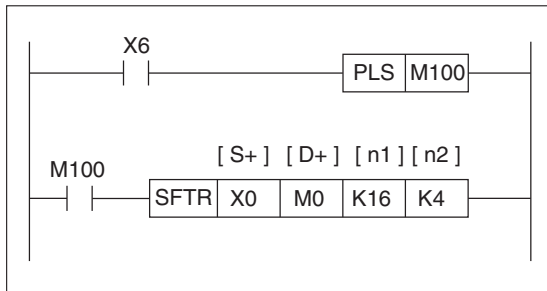 X6
PLS M100
[ S+ ] [ D+ ] [ n1 ] [ n2 ]
M100
SFTR X0 M0 K16 K4